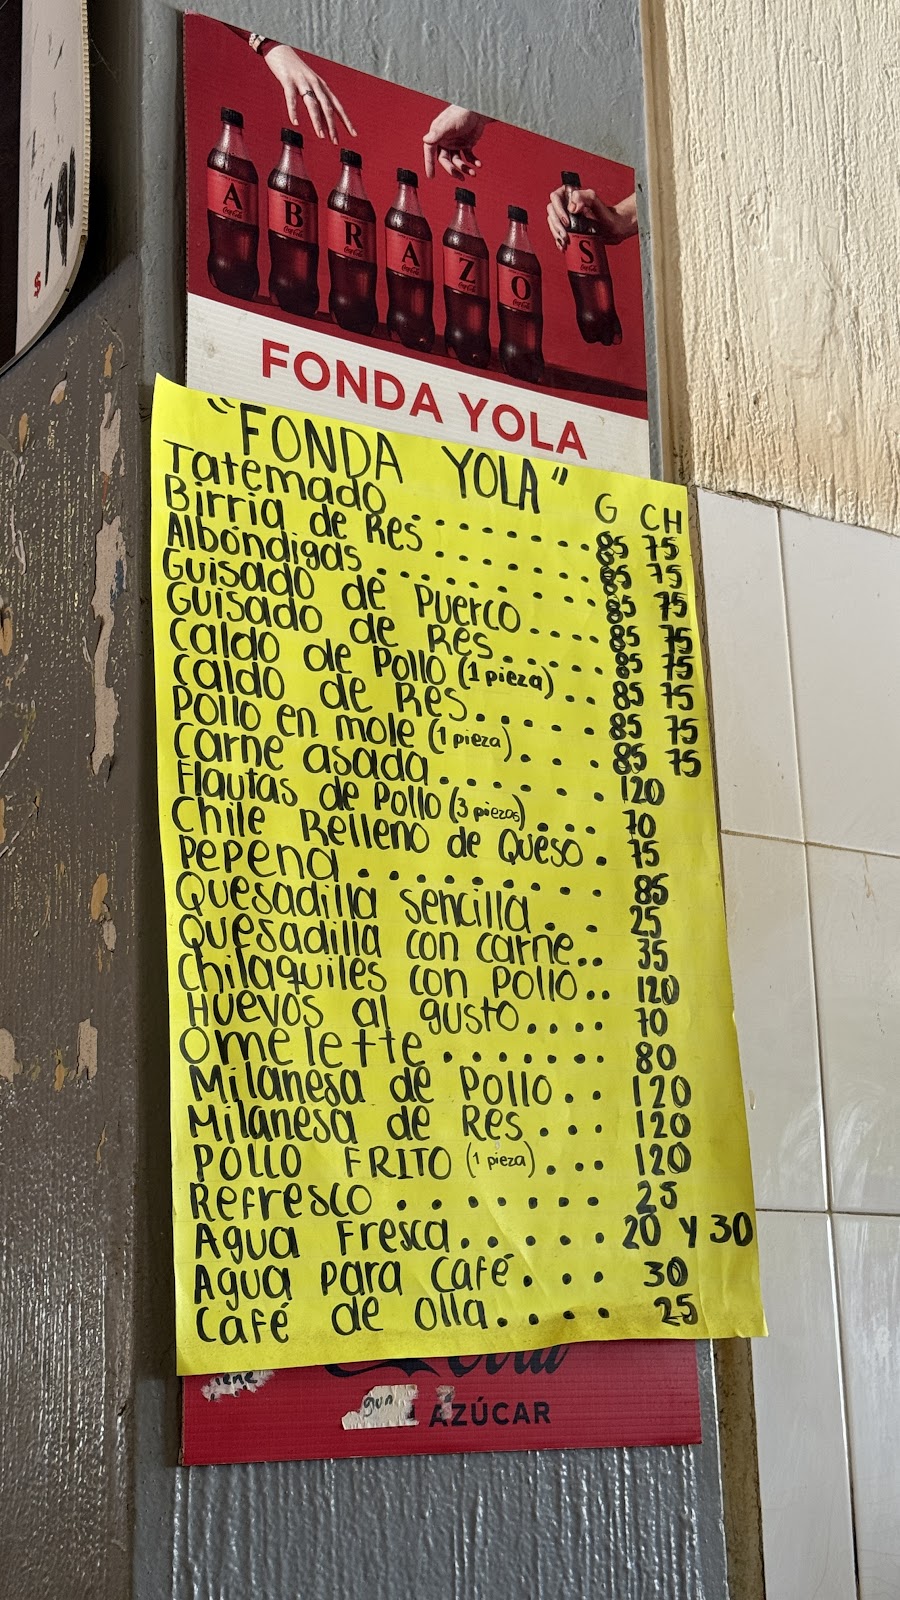 $ 14
A B R A Z O S
FONDA YOLA
"FONDA YOLA" G CH
Tatemado . . . . . . . 85 75
Birria de Res . . . . . . . 85 75
Albóndigas . . . . . . . . . 85 75
Guisado de Puerco . . . . 85 75
Guisado de Res . . . . . . 85 75
Caldo de Pollo (1 pieza) . . 85 75
Caldo de Res . . . . . . . 85 75
Pollo en mole (1 pieza) . . . . 85 75
Carne asada . . . . . . . 120
Flautas de Pollo (3 piezas) . . . . 70
Chile Relleno de Queso . 75
Pepena . . . . . . . . . 85
Quesadilla sencilla . . . 25
Quesadilla con carne . . 35
Chilaquiles con Pollo . . 120
Huevos al gusto . . . . 70
Omelette . . . . . . . 80
Milanesa de Pollo . . 120
Milanesa de Res . . . 120
POLLO FRITO (1 pieza) . . . 120
Refresco . . . . . . . . 25
Agua Fresca . . . . . . 20 y 30
Agua para Café . . . . 30
Café de olla . . . . . 25
Cola
AZÚCAR